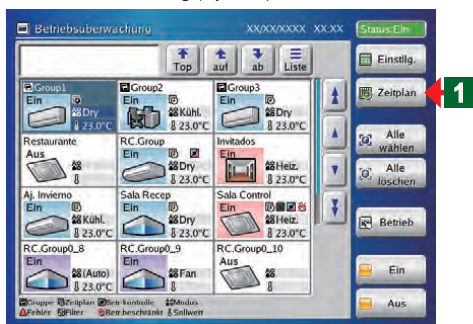 Betriebsüberwachung XX/XX/XXXX XX:XX Status:Ein
Top auf ab Liste
Einstllg.
Zeitplan
1
Alle wählen
Alle löschen
Betrieb
Ein
Aus
Group1 Group2 Group3
Ein Ein Ein
Dry Kühl. Dry
23.0°C 23.0°C 23.0°C
Restaurante RC.Group Invitados
Aus Ein Ein
Dry Heiz.
23.0°C 23.0°C
Aj. Invierno Sala Recep Sala Control
Ein Ein Ein
Kühl. Dry Heiz.
23.0°C 23.0°C 23.0°C
RC.Group0_8 RC.Group0_9 RC.Group0_10
Ein Ein Aus
(Auto) Fan
23.0°C 23.0°C
Gruppe Zeitplan Betr-kontrolle Modus
Fehler Filter Betr.beschränkt Sollwert